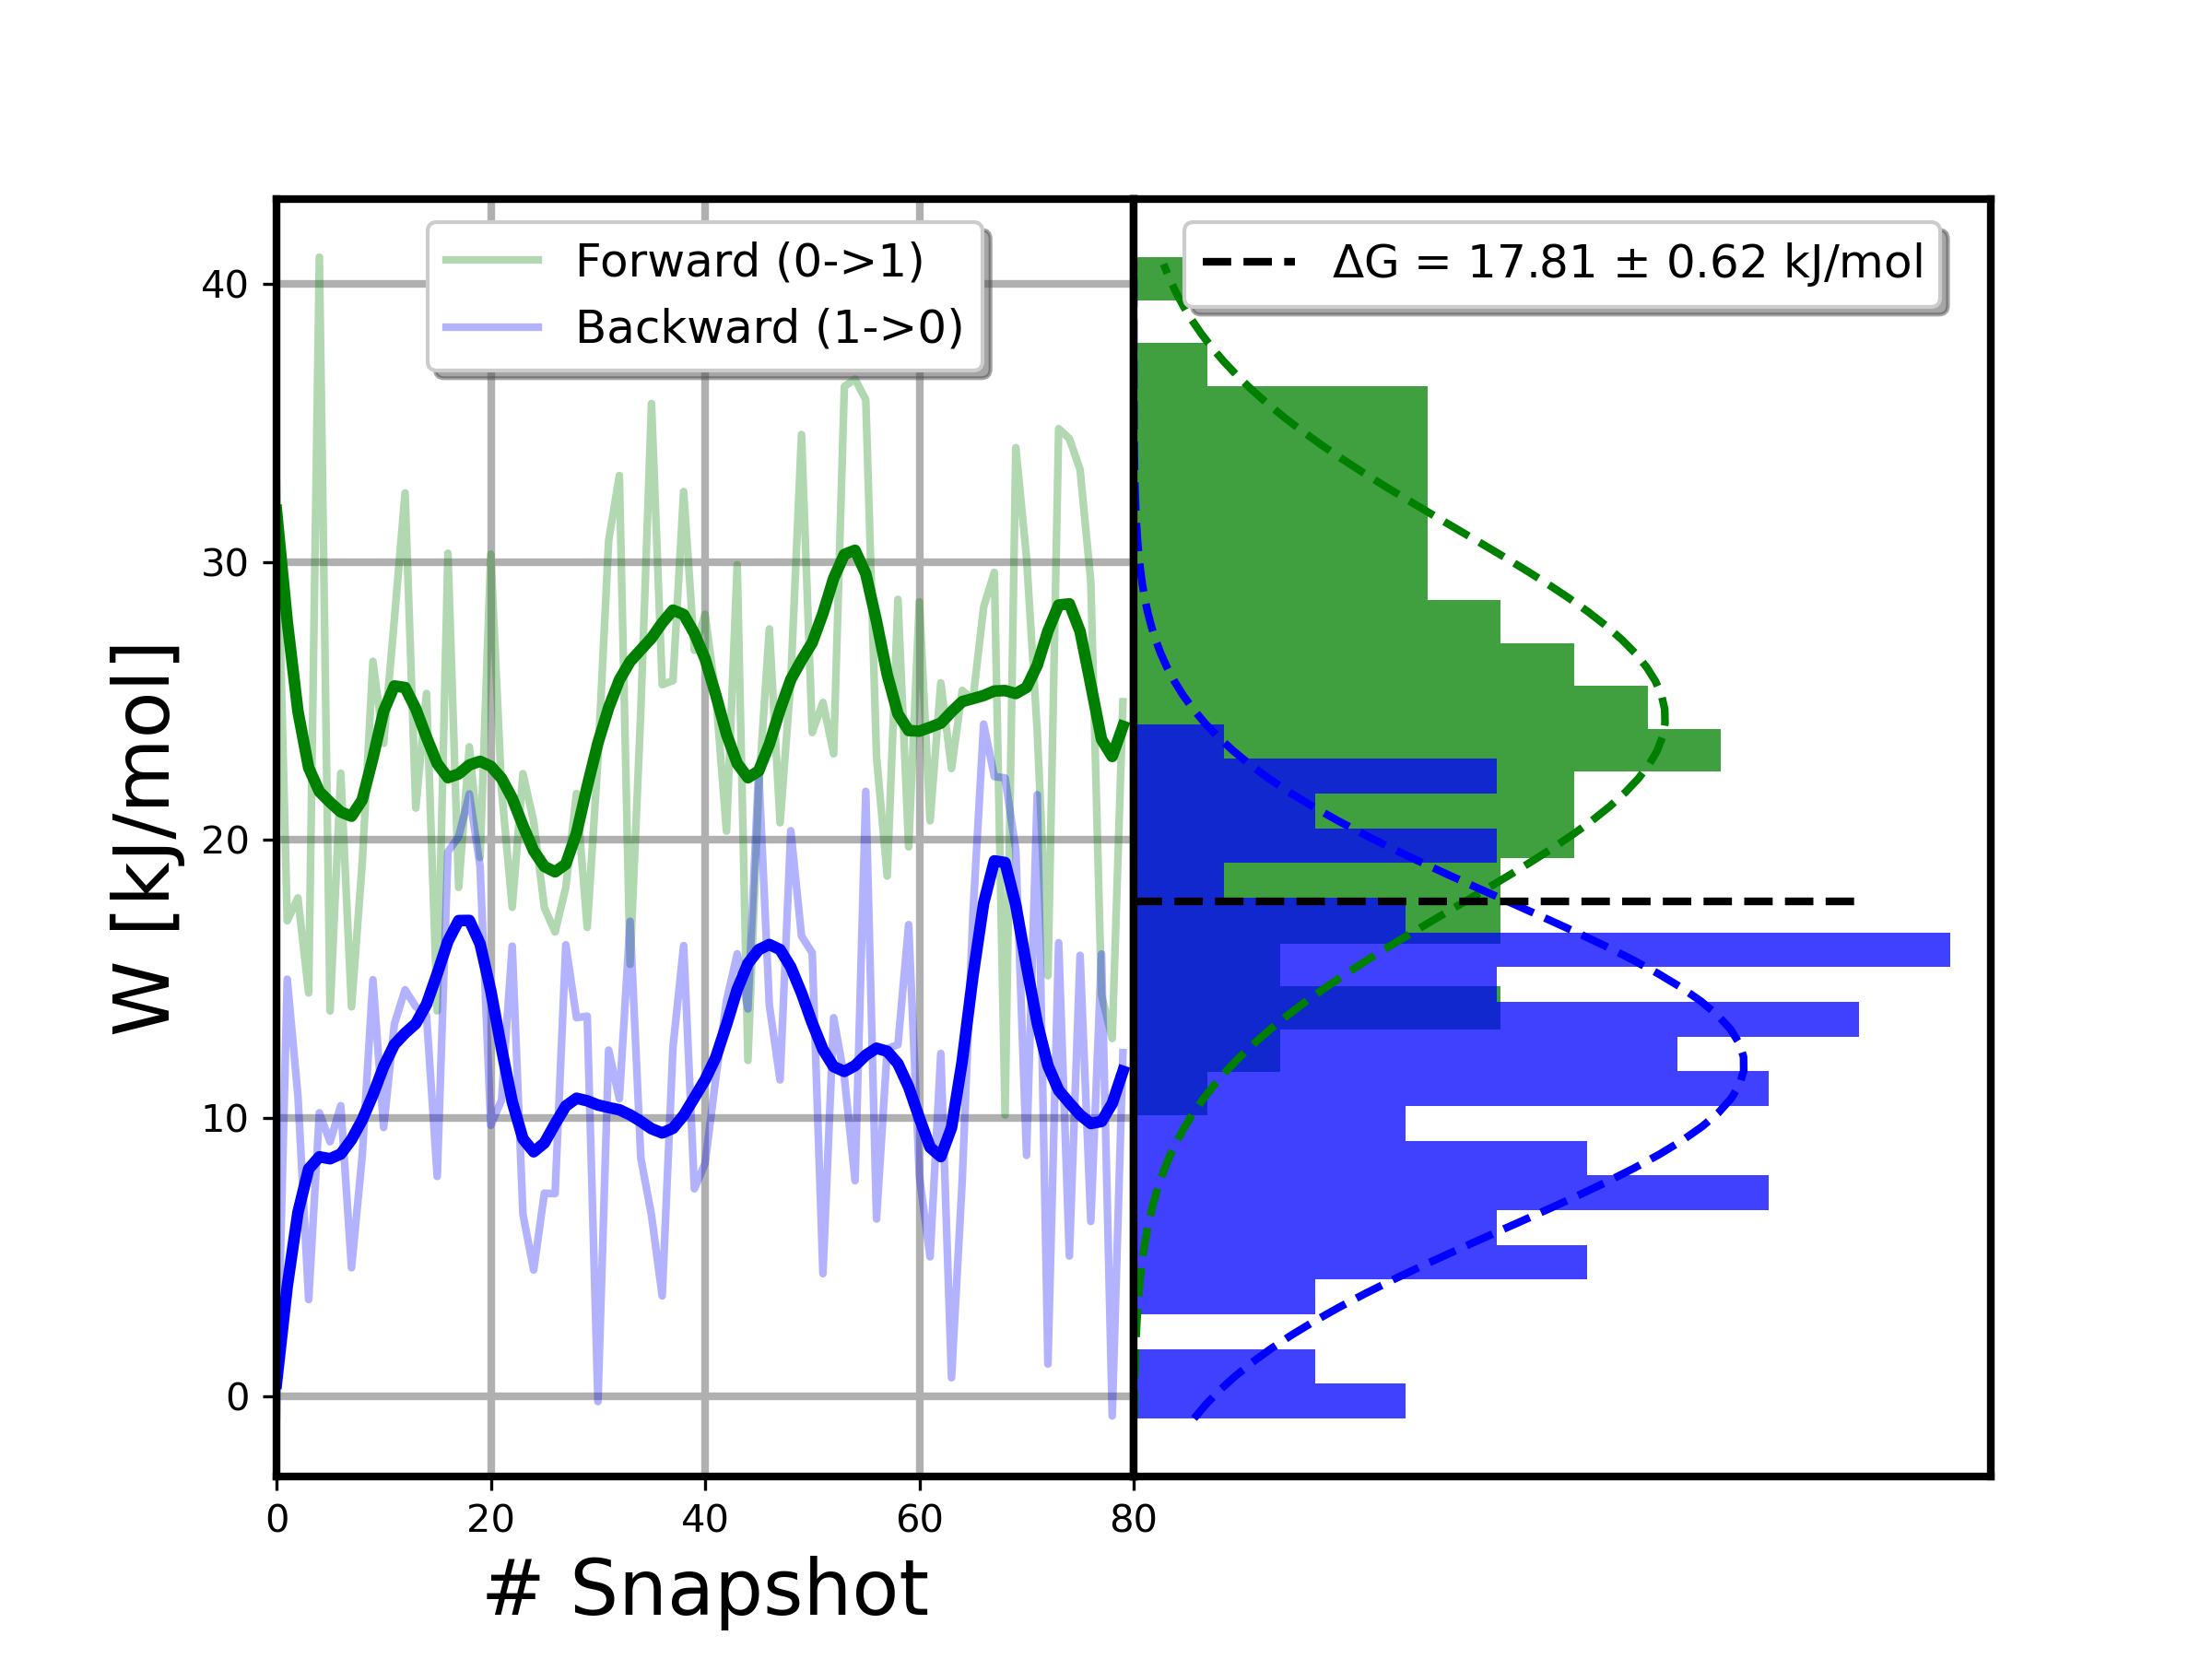 Forward (0->1)
Backward (1->0)
ΔG = 17.81 ± 0.62 kJ/mol
40
30
20
10
0
W [kJ/mol]
0 20 40 60 80
# Snapshot